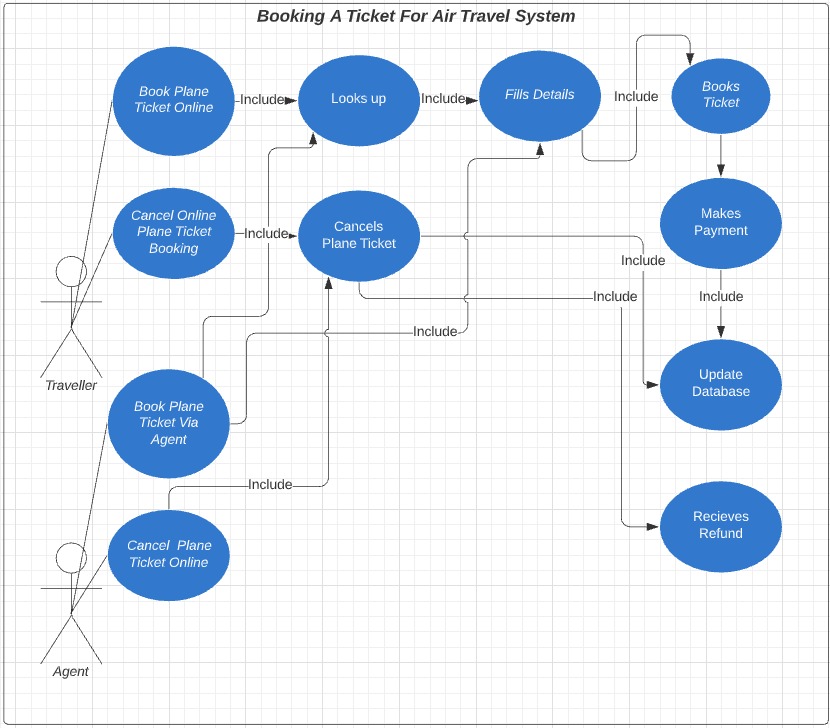 Booking A Ticket For Air Travel System
Book Plane
Ticket Online
Include
Looks up
Include
Fills Details
Include
Books
Ticket
Cancel Online
Plane Ticket
Booking
Include
Cancels
Plane Ticket
Makes
Payment
Include
Include
Include
Include
Traveller
Update
Database
Book Plane
Ticket Via
Agent
Include
Cancel  Plane
Ticket Online
Recieves
Refund
Agent